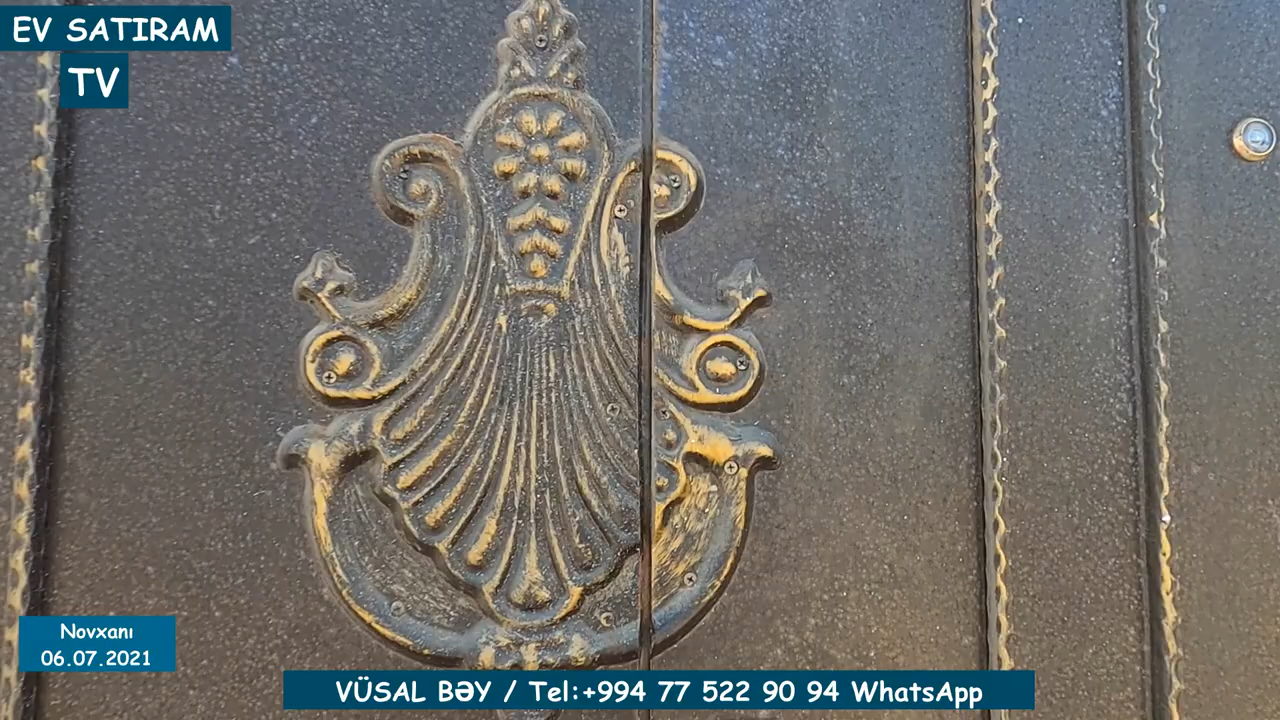 EV SATIRAM
TV
Novxanı
06.07.2021
VÜSAL BƏY / Tel:+994 77 522 90 94 WhatsApp